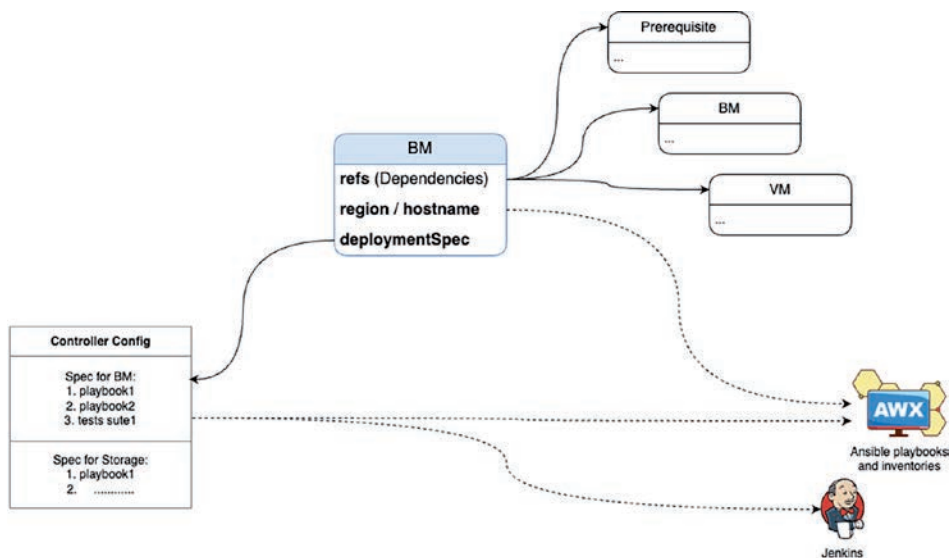 Prerequisite
...
BM
...
VM
...
BM
refs (Dependencies)
region / hostname
deploymentSpec
Controller Config
Spec for BM:
1. playbook1
2. playbook2
3. tests sute1
Spec for Storage:
1. playbook1
2. ............
AWX
Ansible playbooks
and inventories
Jenkins